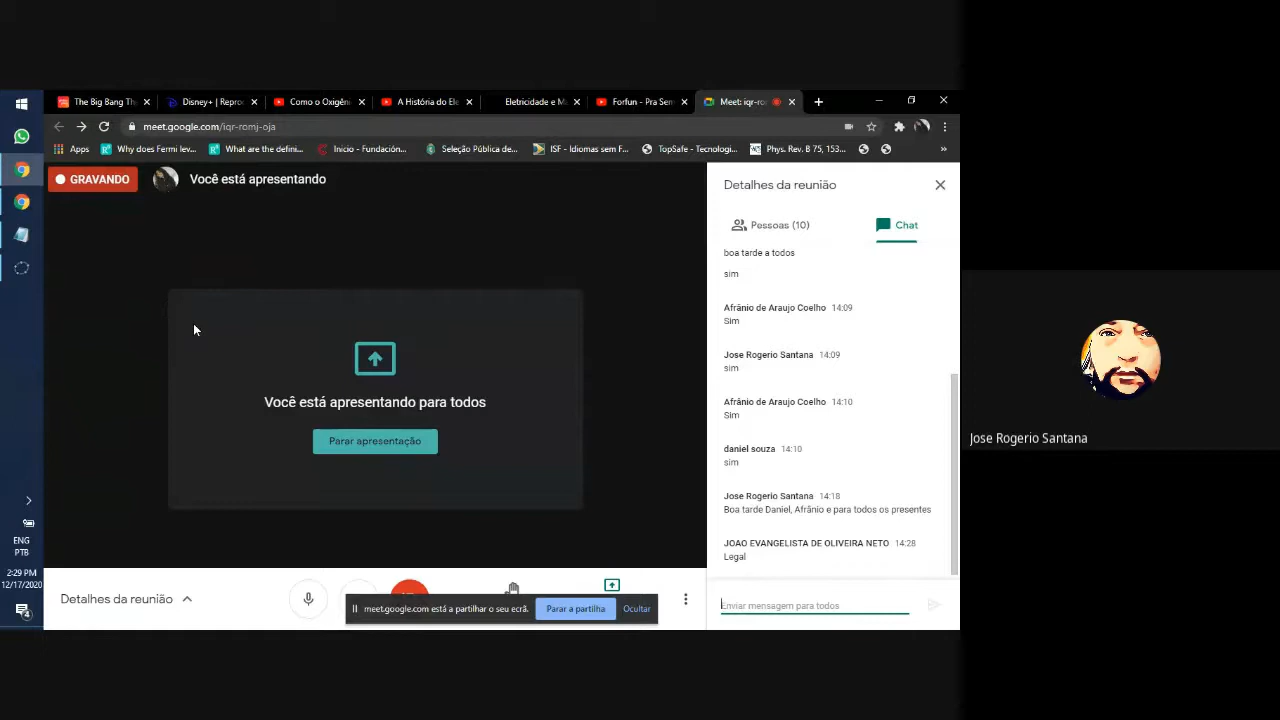 The Big Bang Th
Disney+ | Repro
Como o Oxigên
A História do Ele
Eletricidade e M
Forfun - Pra Sem
Meet: iqr-rom
meet.google.com/iqr-romj-oja
Apps
Why does Fermi lev...
What are the defini...
Inicio - Fundación...
Seleção Pública de...
ISF - Idiomas sem F...
TopSafe - Tecnologi...
Phys. Rev. B 75, 153...
»
GRAVANDO
Você está apresentando
Você está apresentando para todos
Parar apresentação
Detalhes da reunião
Pessoas (10)
Chat
boa tarde a todos
sim
Afrânio de Araujo Coelho 14:09
Sim
Jose Rogerio Santana 14:09
sim
Afrânio de Araujo Coelho 14:10
Sim
daniel souza 14:10
sim
Jose Rogerio Santana 14:18
Boa tarde Daniel, Afrânio e para todos os presentes
JOAO EVANGELISTA DE OLIVEIRA NETO 14:28
Legal
Enviar mensagem para todos
Detalhes da reunião
meet.google.com está a partilhar o seu ecrã.
Parar a partilha
Ocultar
ENG
PTB
2:29 PM
12/17/2020
Jose Rogerio Santana